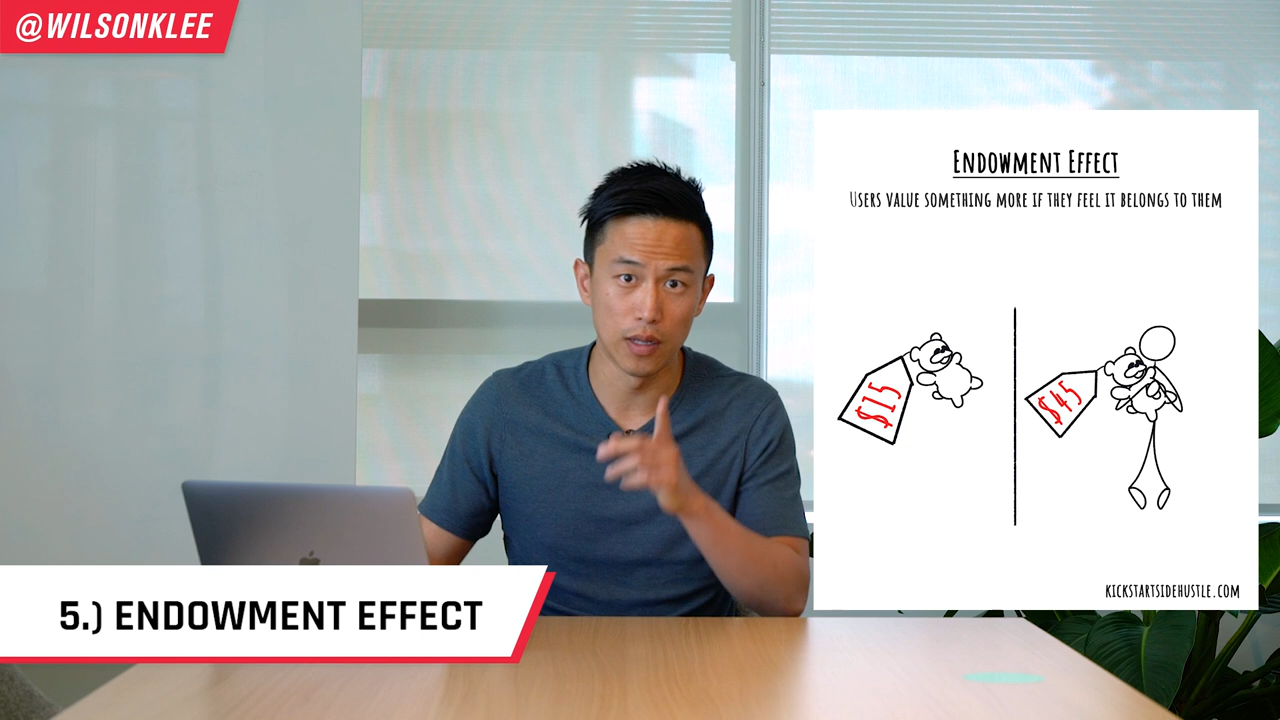 @WILSONKLEE
ENDOWMENT EFFECT
USERS VALUE SOMETHING MORE IF THEY FEEL IT BELONGS TO THEM
$15
$45
KICKSTARTSIDEHUSTLE.COM
5.) ENDOWMENT EFFECT